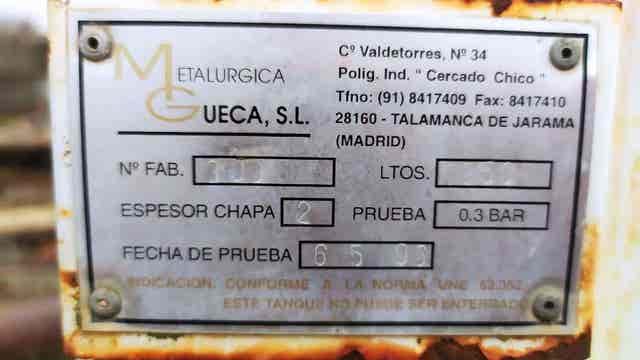 METALURGICA
GUECA, S.L.
Cº Valdetorres, Nº 34
Polig. Ind. " Cercado Chico "
Tfno: (91) 8417409 Fax: 8417410
28160 - TALAMANCA DE JARAMA
(MADRID)
Nº FAB. LTOS.
ESPESOR CHAPA 2 PRUEBA 0.3 BAR
FECHA DE PRUEBA 6 5 93
INDICACION: CONFORME A LA NORMA UNE
ESTE TANQUE NO PUEDE SER ENTERRADO